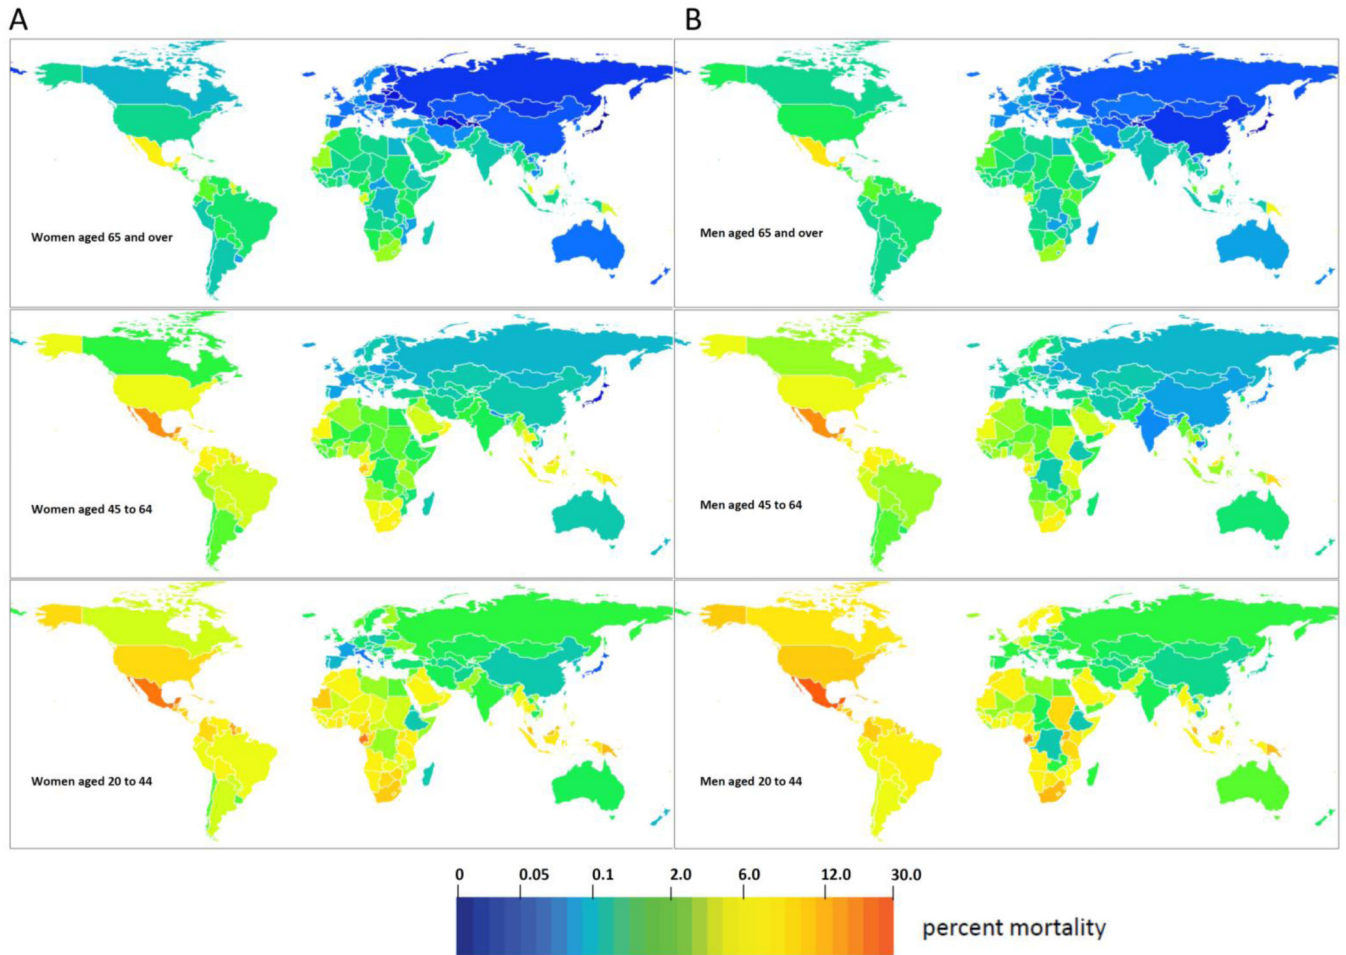 A
B
Women aged 65 and over
Men aged 65 and over
Women aged 45 to 64
Men aged 45 to 64
Women aged 20 to 44
Men aged 20 to 44
0 0.05 0.1 2.0 6.0 12.0 30.0
percent mortality